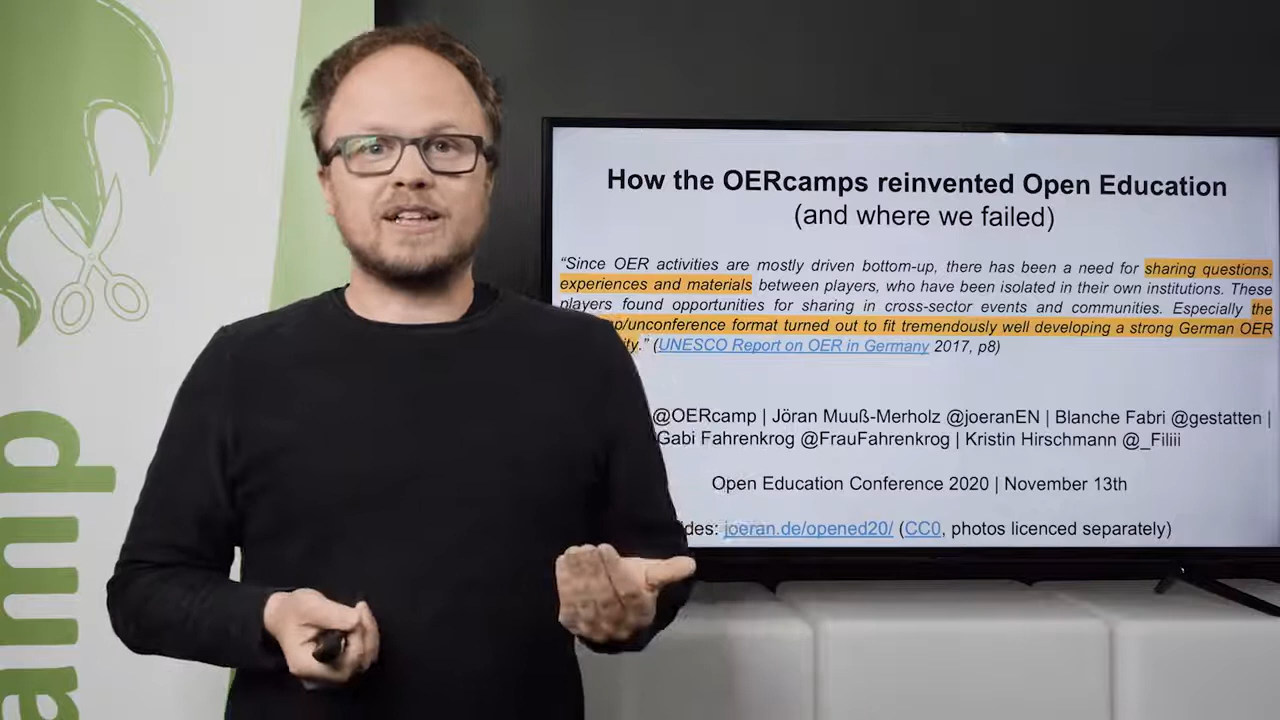 How the OERcamps reinvented Open Education
(and where we failed)
“Since OER activities are mostly driven bottom-up, there has been a need for sharing questions,
experiences and materials between players, who have been isolated in their own institutions. These
players found opportunities for sharing in cross-sector events and communities. Especially the
/unconference format turned out to fit tremendously well developing a strong German OER
.” (UNESCO Report on OER in Germany 2017, p8)
@OERcamp | Jöran Muuß-Merholz @joeranEN | Blanche Fabri @gestatten |
Gabi Fahrenkrog @FrauFahrenkrog | Kristin Hirschmann @_Filiii
Open Education Conference 2020 | November 13th
joeran.de/opened20/ (CC0, photos licenced separately)
amp